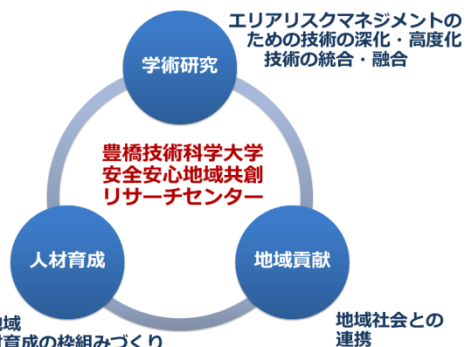 エリアリスクマネジメントの
ための技術の深化・高度化
技術の統合・融合
学術研究
豊橋技術科学大学
安全安心地域共創
リサーチセンター
人材育成
地域貢献
地域社会との
連携
域
育成の枠組みづくり